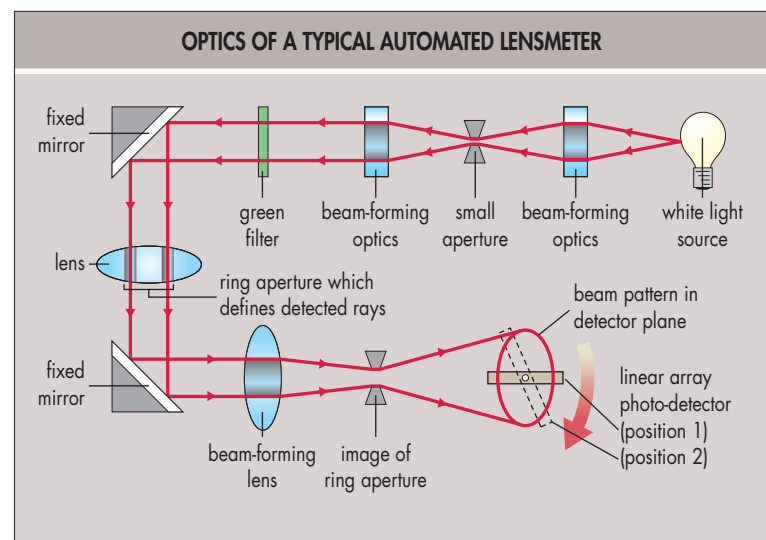 OPTICS OF A TYPICAL AUTOMATED LENSMETER
fixed
mirror
green
filter
beam-forming
optics
small
aperture
beam-forming
optics
white light
source
lens
ring aperture which
defines detected rays
beam pattern in
detector plane
fixed
mirror
linear array
photo-detector
(position 1)
(position 2)
beam-forming
lens
image of
ring aperture